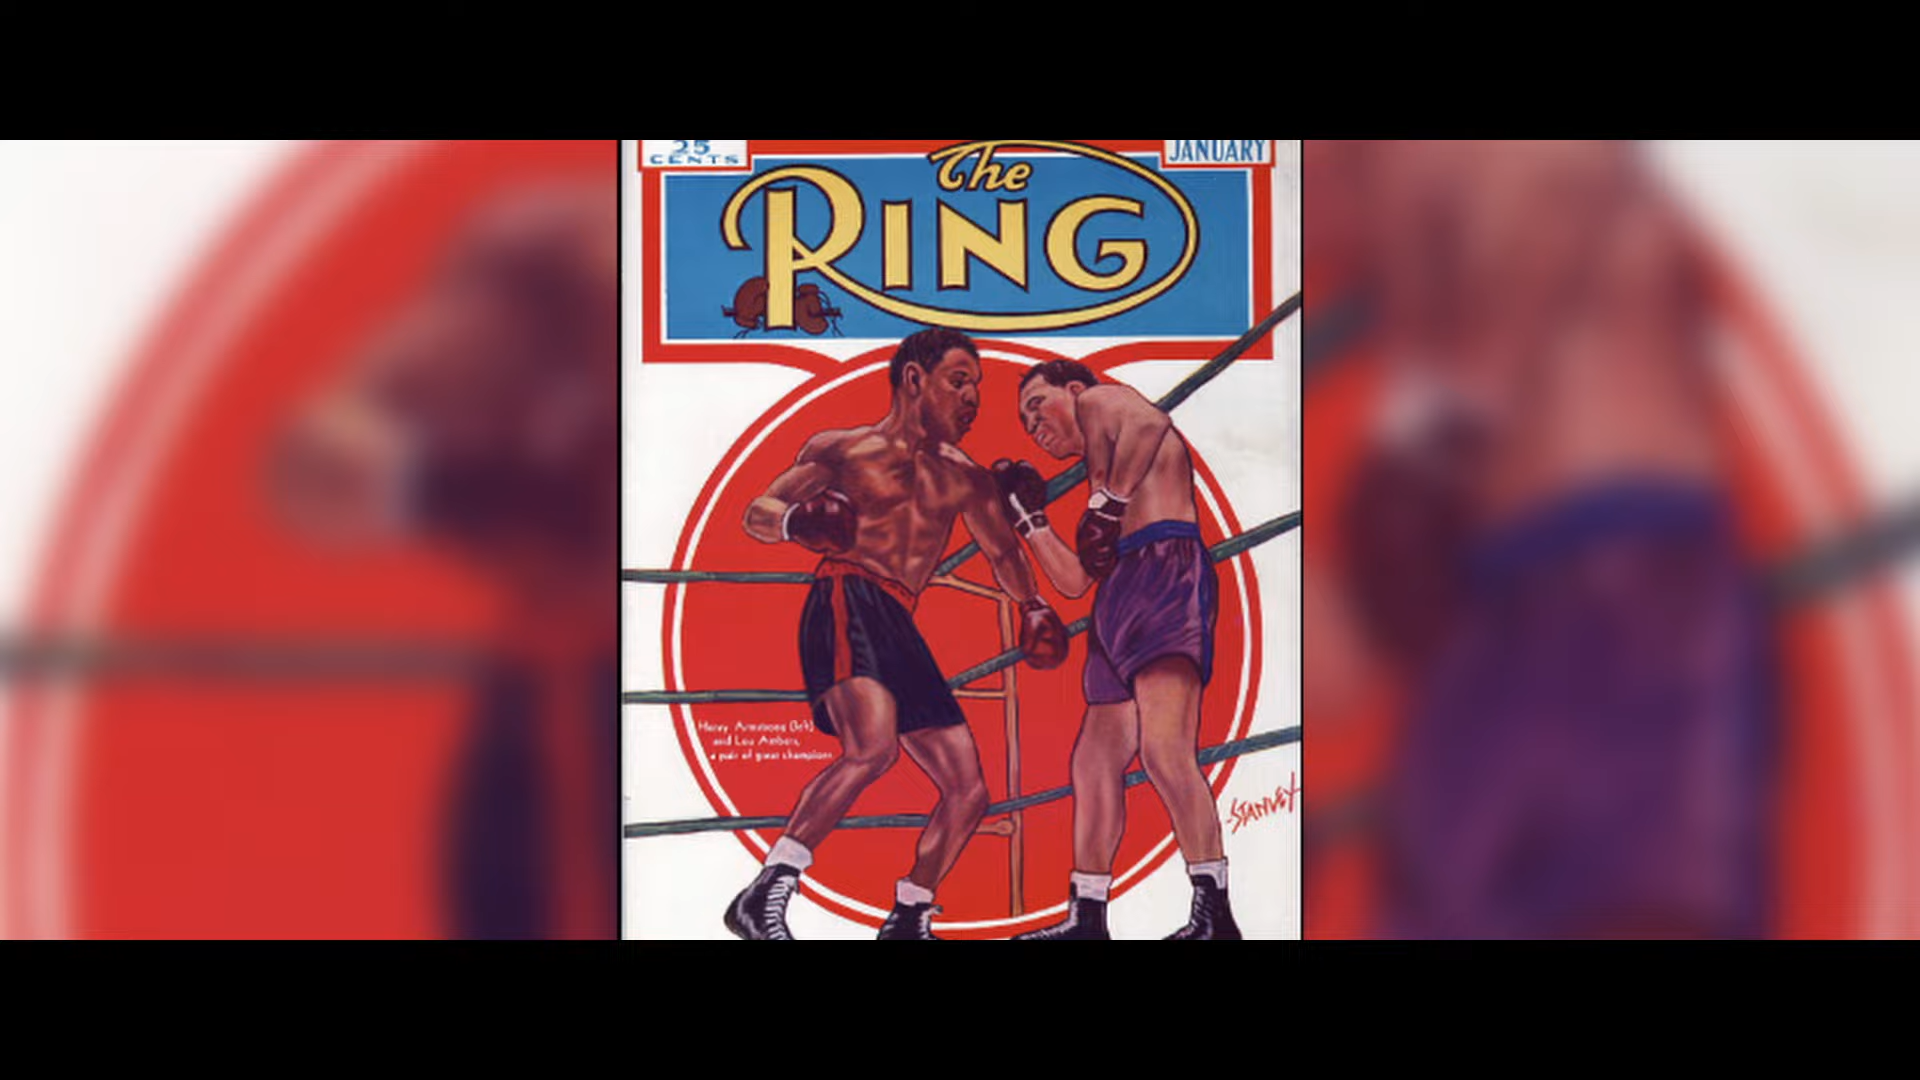 25
CENTS
JANUARY
The
RING
Henry Armstrong (left)
and Lou Ambers,
a pair of great champions
STANLEY